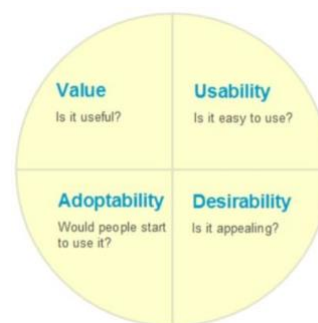 Value
Is it useful?
Usability
Is it easy to use?
Adoptability
Would people start
to use it?
Desirability
Is it appealing?